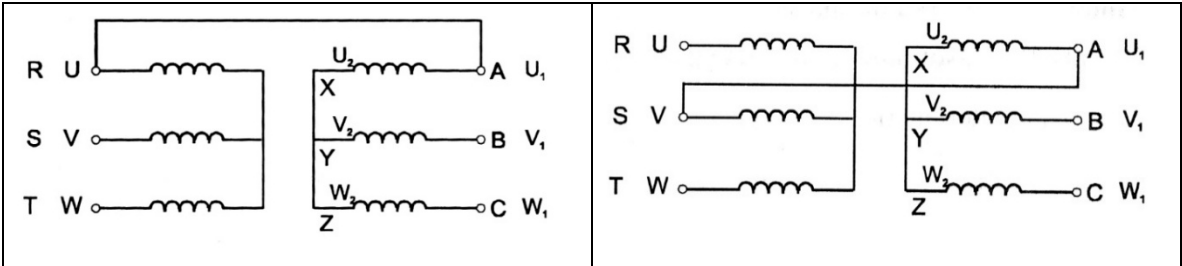 R U U₂ A U₁
X
S V V₂ B V₁
Y
T W W₂ C W₁
Z
R U U₂ A U₁
X
S V V₂ B V₁
Y
T W W₂ C W₁
Z